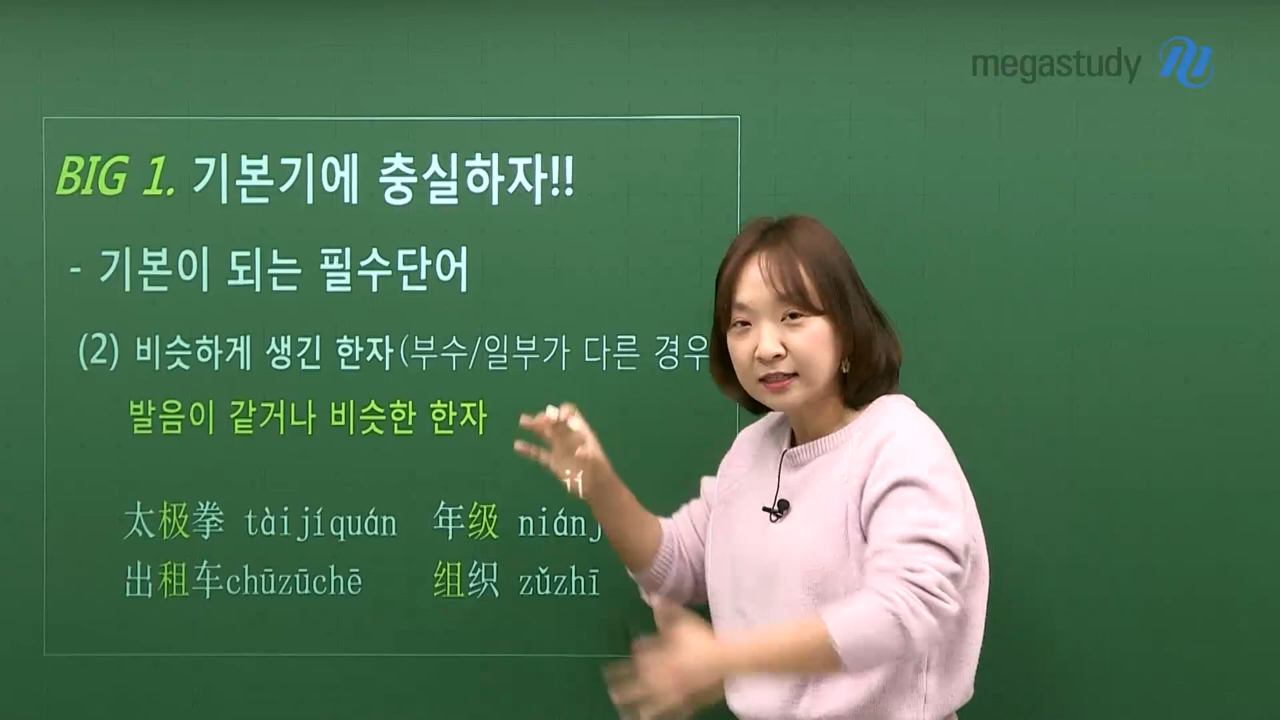 megastudy
BIG 1. 기본기에 충실하자!!
- 기본이 되는 필수단어
(2) 비슷하게 생긴 한자(부수/일부가 다른 경우
발음이 같거나 비슷한 한자
太极拳 tàijíquán 年级 niánj
出租车chūzūchē 组织 zǔzhī